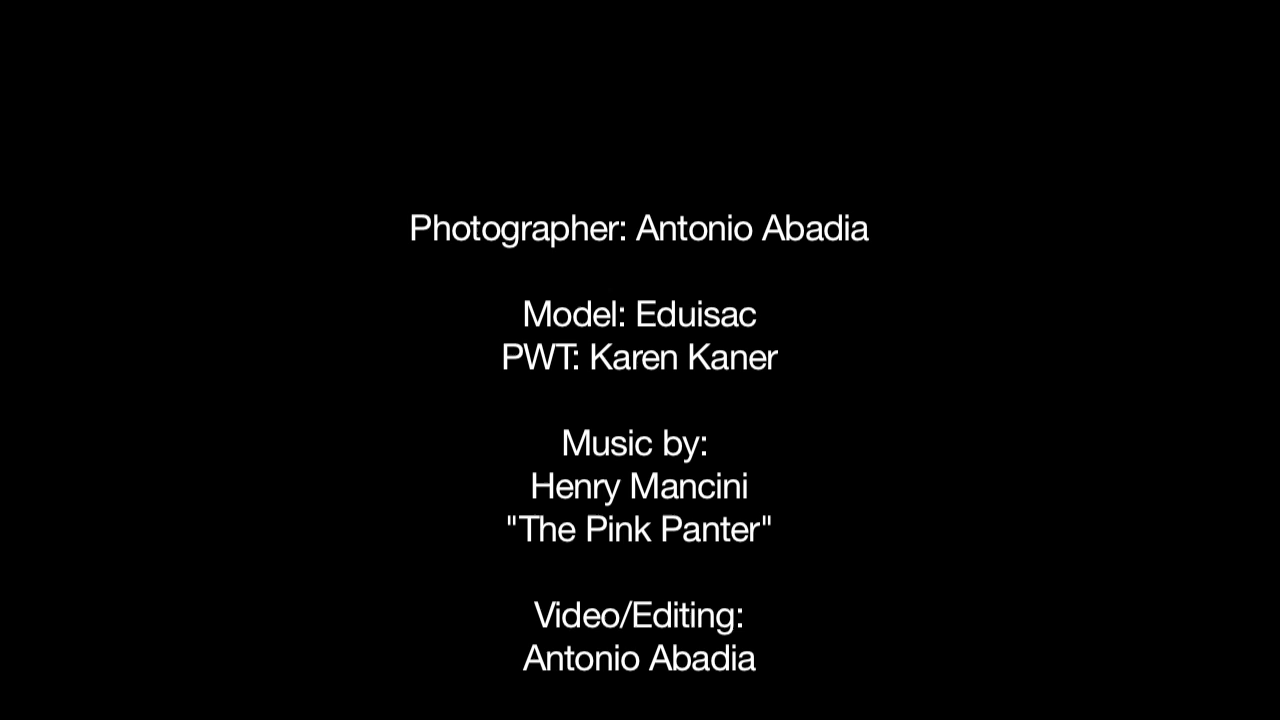 Photographer: Antonio Abadia
Model: Eduisac
PWT: Karen Kaner
Music by:
Henry Mancini
"The Pink Panter"
Video/Editing:
Antonio Abadia